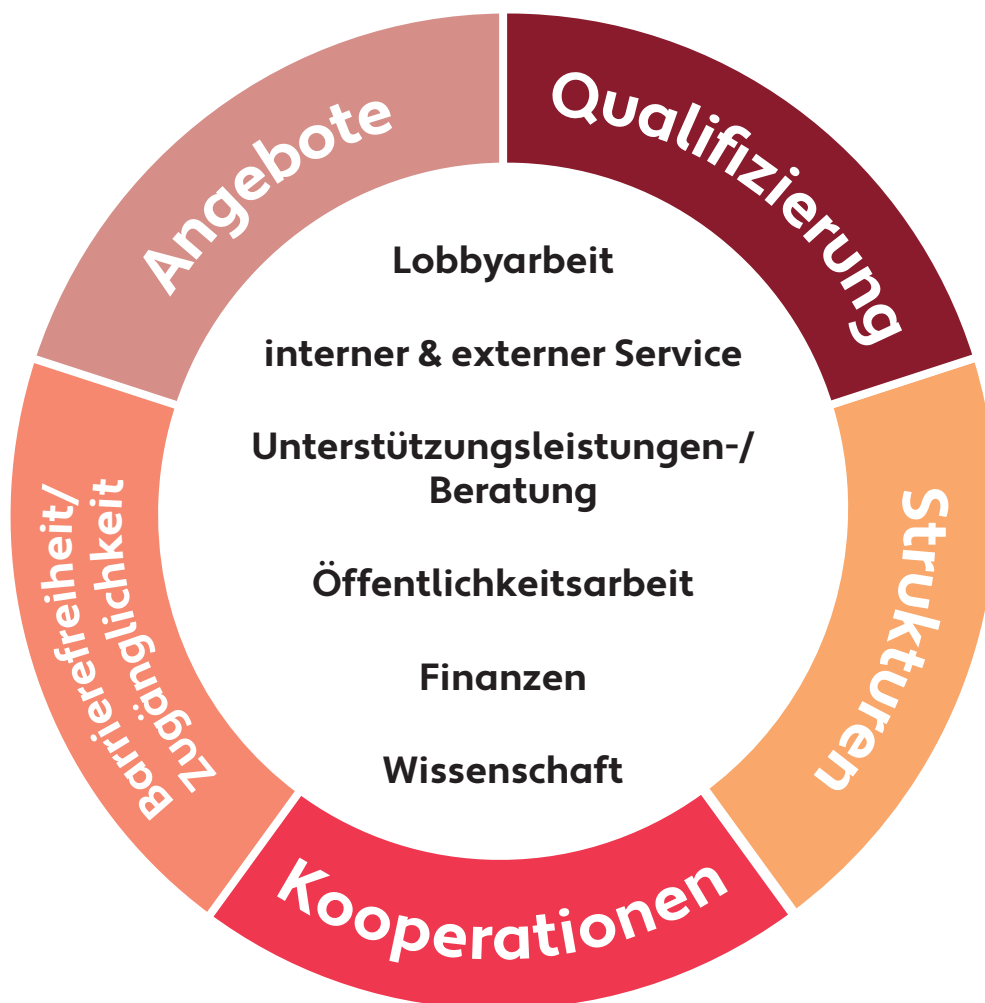 Angebote
Qualifizierung
Strukturen
Kooperationen
Barrierefreiheit/
Zugänglichkeit
Lobbyarbeit
interner & externer Service
Unterstützungsleistungen-/
Beratung
Öffentlichkeitsarbeit
Finanzen
Wissenschaft